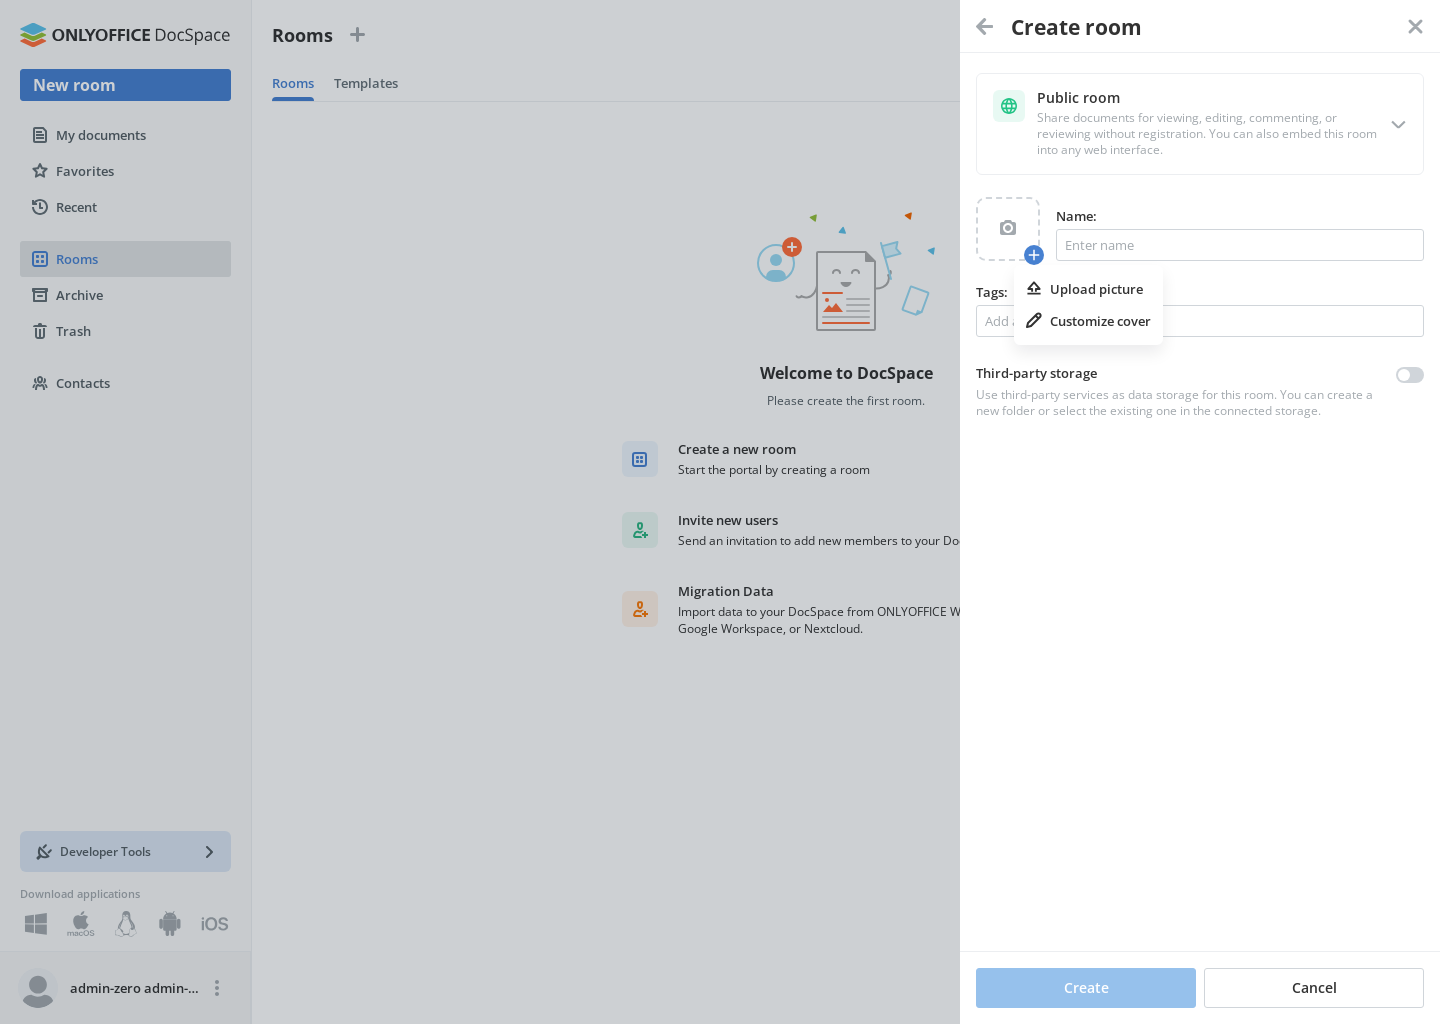 ONLYOFFICE DocSpace
New room
My documents
Favorites
Recent
Rooms
Archive
Trash
Contacts
Developer Tools
Download applications
macOS
iOS
admin-zero admin-...
Rooms
Rooms
Templates
Welcome to DocSpace
Please create the first room.
Create a new room
Start the portal by creating a room
Invite new users
Send an invitation to add new members to your Do
Migration Data
Import data to your DocSpace from ONLYOFFICE W
Google Workspace, or Nextcloud.
Create room
Public room
Share documents for viewing, editing, commenting, or
reviewing without registration. You can also embed this room
into any web interface.
Name:
Enter name
Upload picture
Customize cover
Tags:
Add
Third-party storage
Use third-party services as data storage for this room. You can create a
new folder or select the existing one in the connected storage.
Create
Cancel